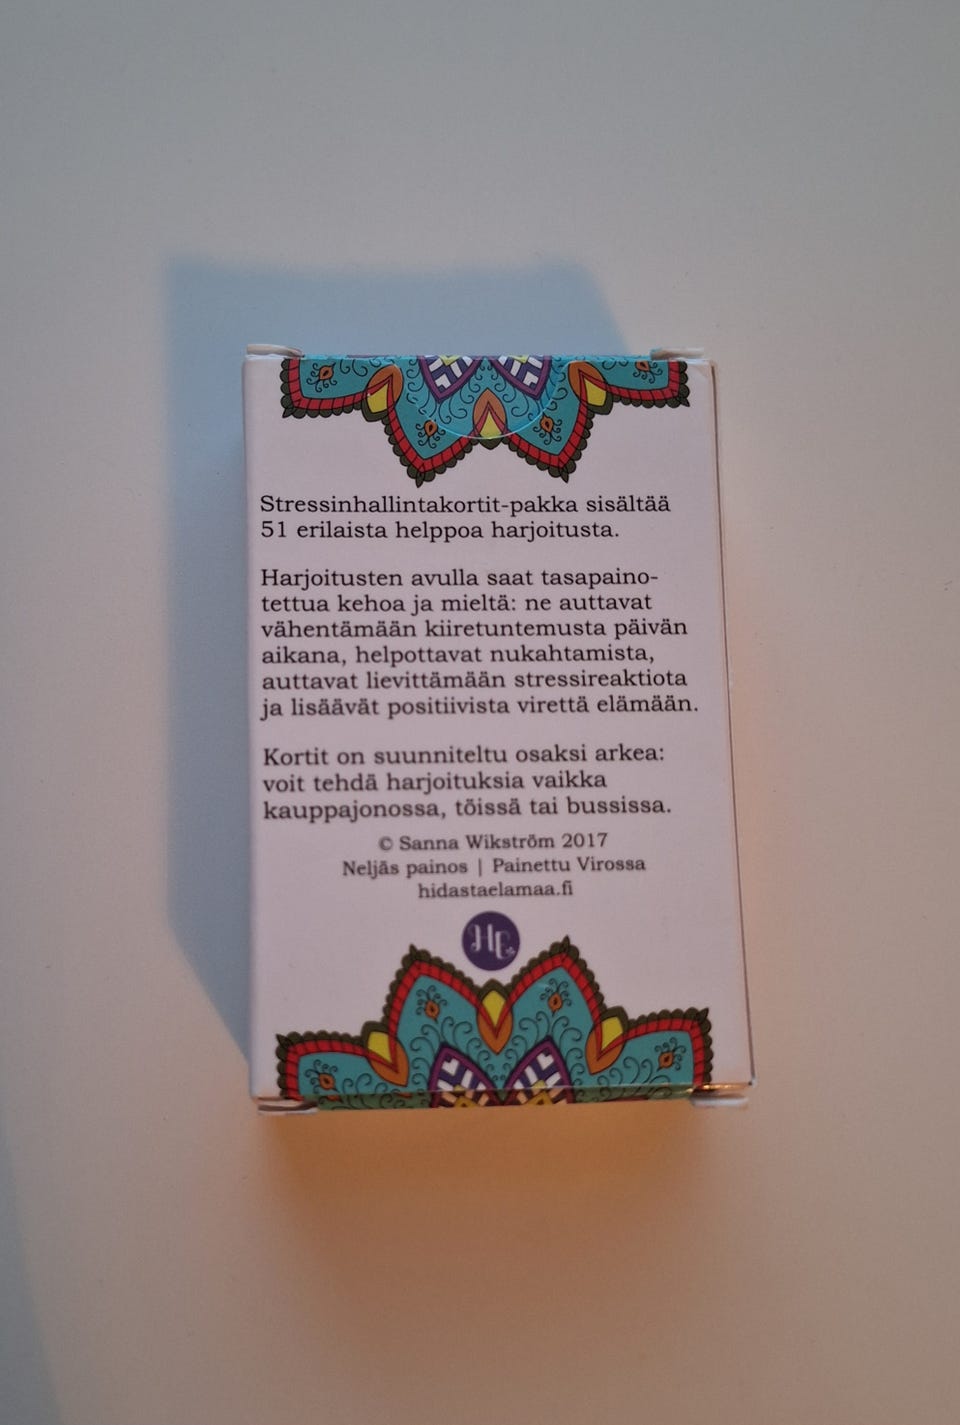 Stressinhallintakortit-pakka sisältää
51 erilaista helppoa harjoitusta.
Harjoitusten avulla saat tasapaino-
tettua kehoa ja mieltä: ne auttavat
vähentämään kiiretuntemusta päivän
aikana, helpottavat nukahtamista,
auttavat lievittämään stressireaktiota
ja lisäävät positiivista virettä elämään.
Kortit on suunniteltu osaksi arkea:
voit tehdä harjoituksia vaikka
kauppajonossa, töissä tai bussissa.
© Sanna Wikström 2017
Neljäs painos | Painettu Virossa
hidastaelamaa.fi
HE